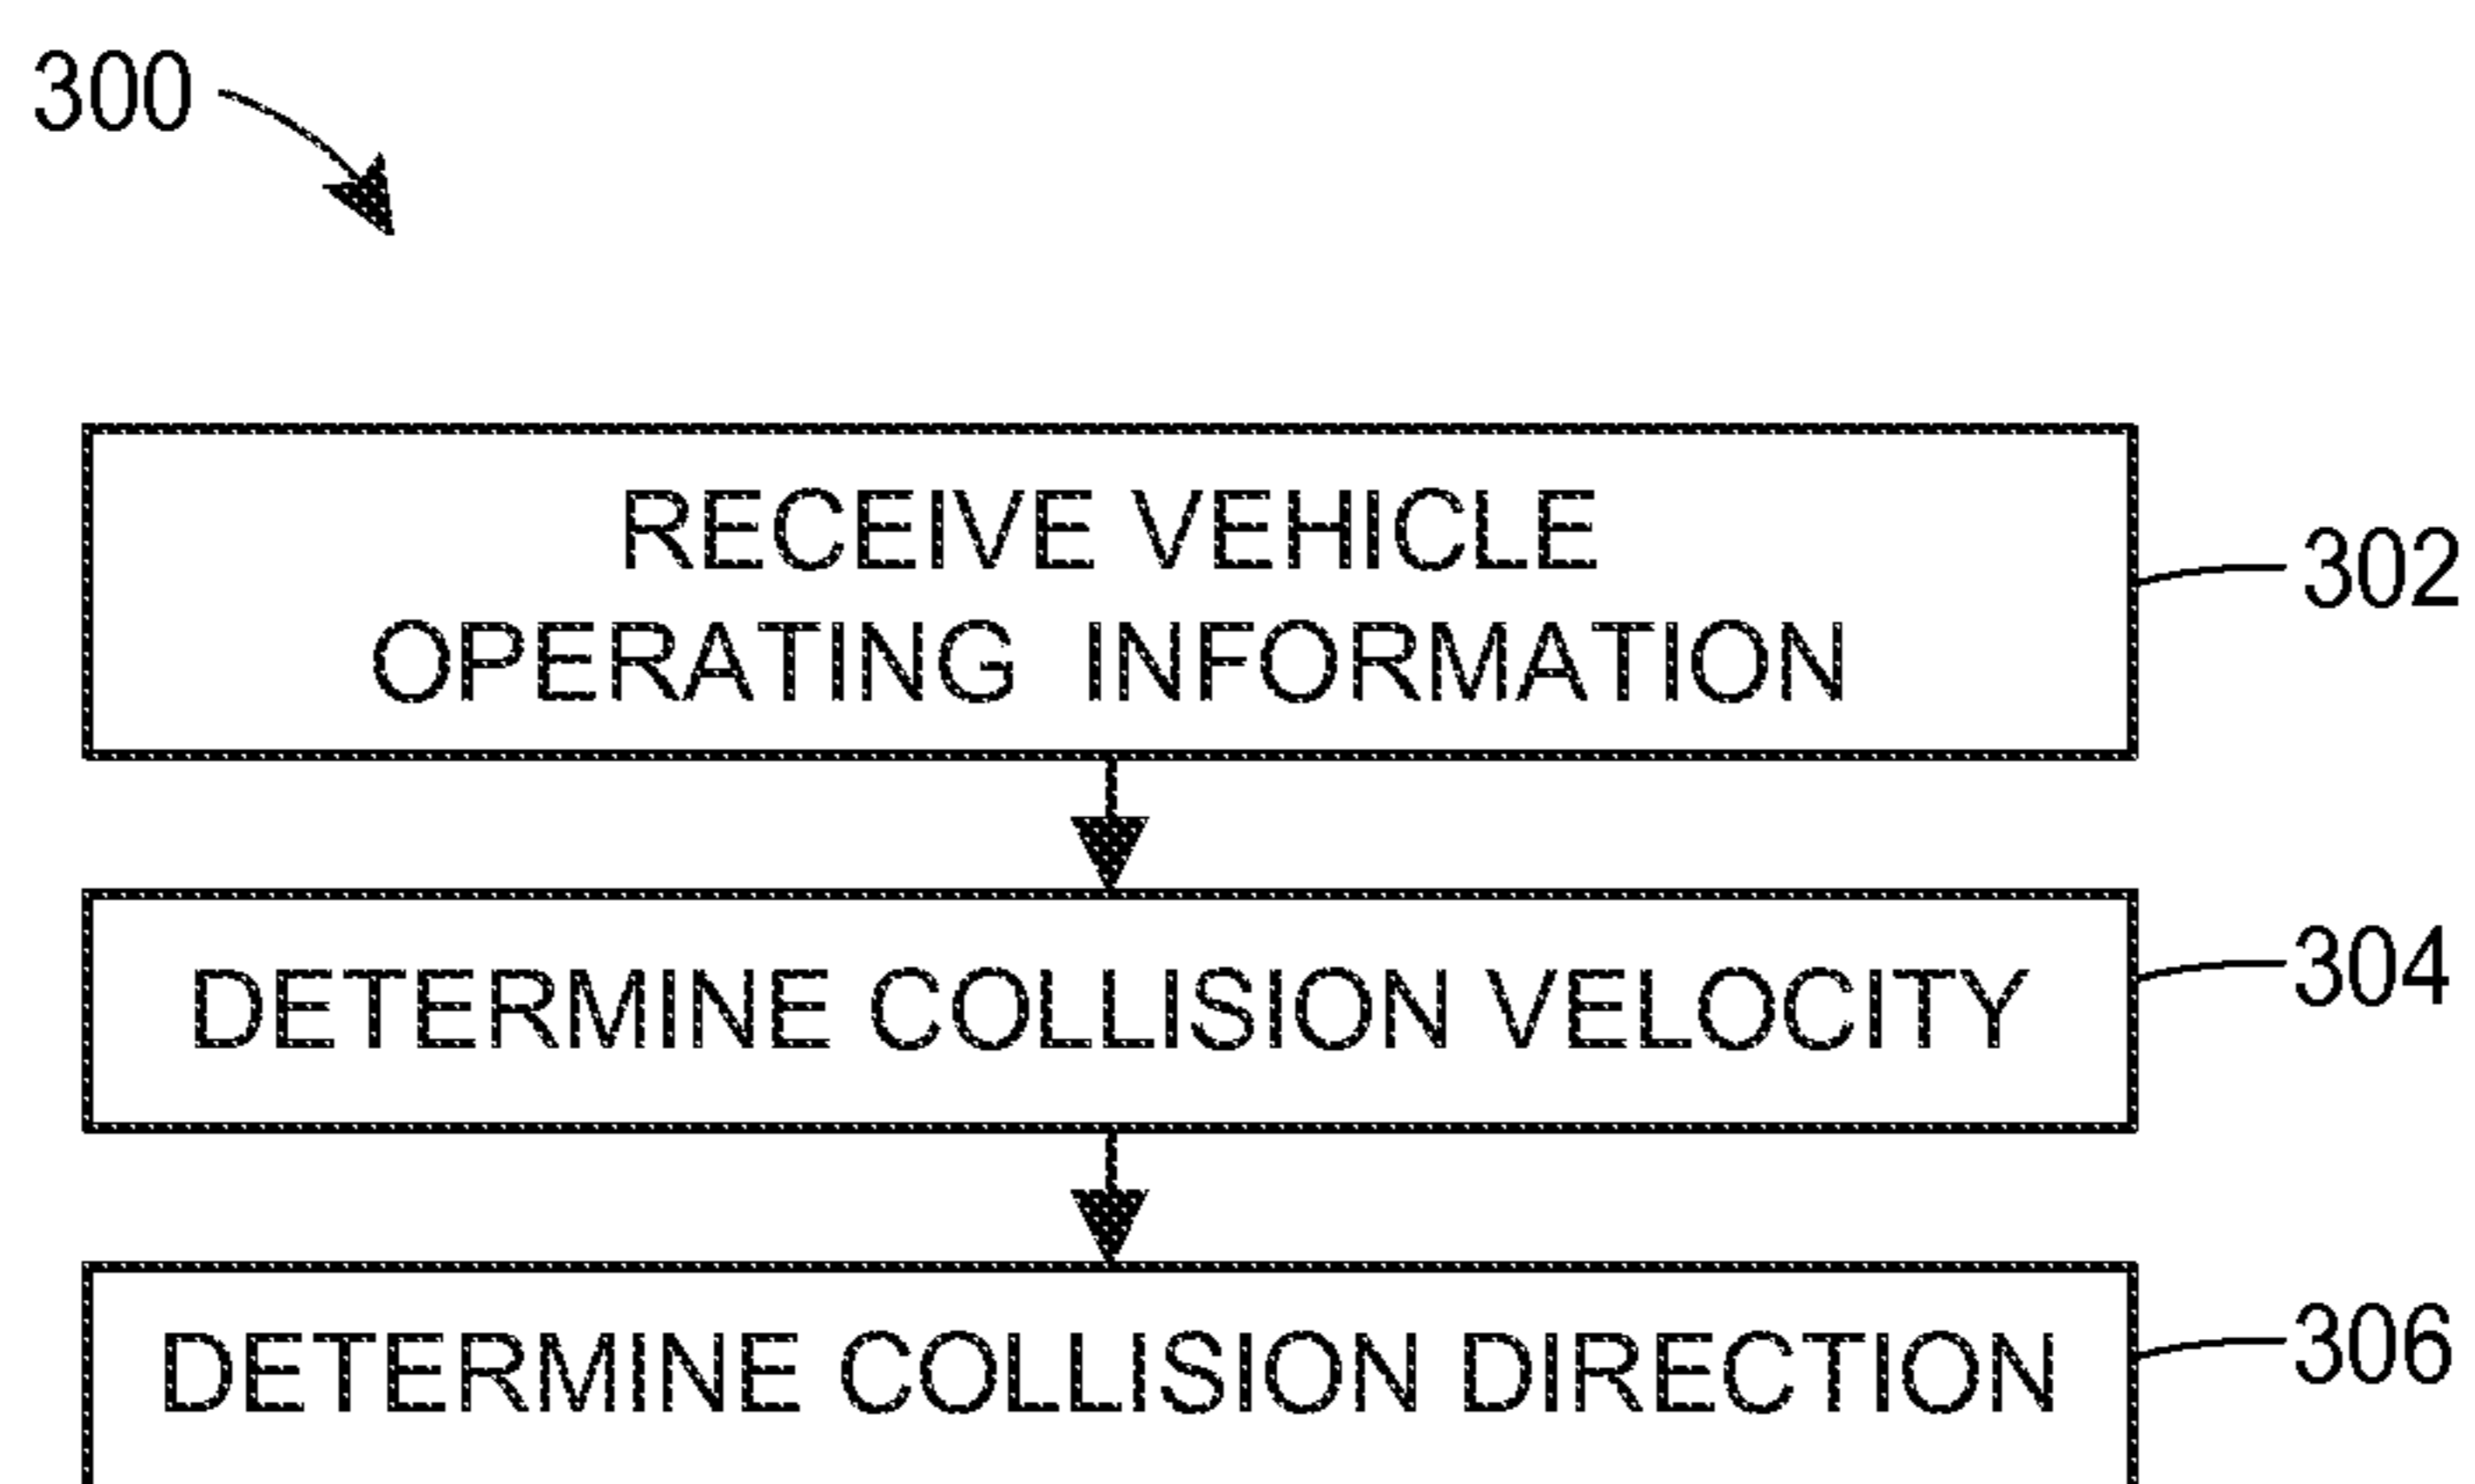 300
RECEIVE VEHICLE
OPERATING INFORMATION
302
DETERMINE COLLISION VELOCITY
304
DETERMINE COLLISION DIRECTION
306